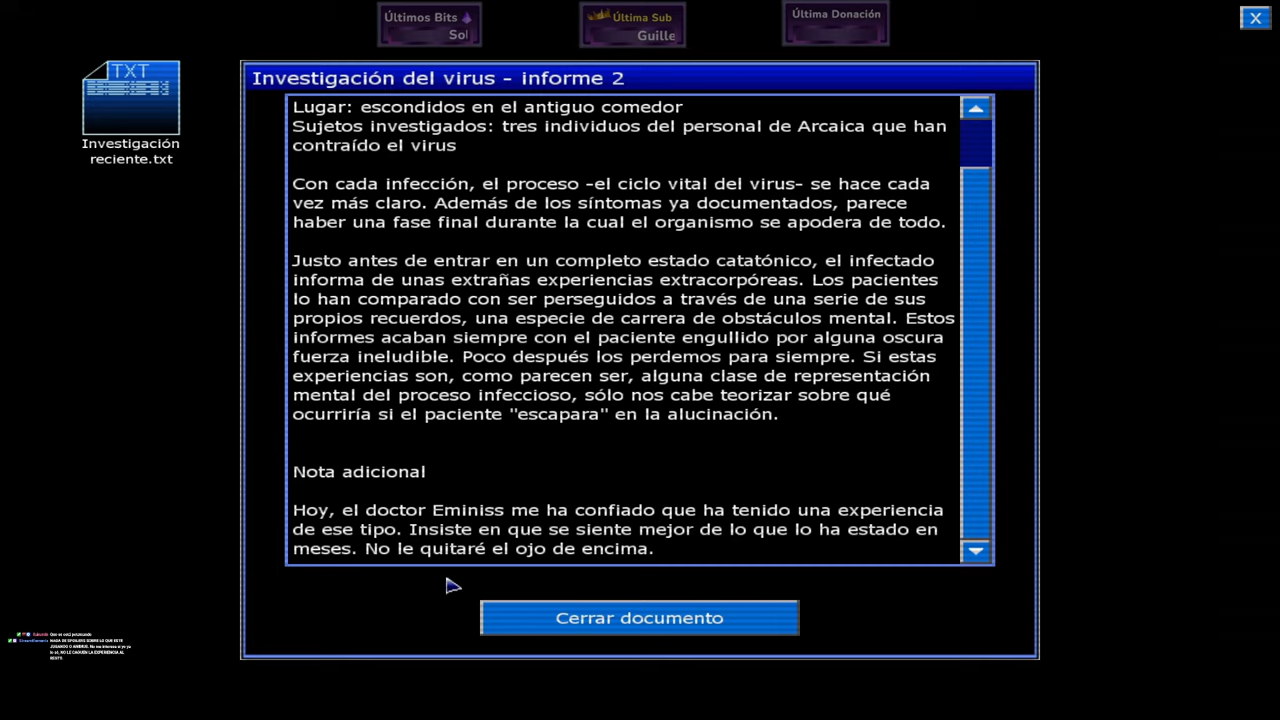 Últimos Bits
Sol
Última Sub
Guille
Última Donación
X
TXT
Investigación
reciente.txt
Investigación del virus - informe 2
Lugar: escondidos en el antiguo comedor
Sujetos investigados: tres individuos del personal de Arcaica que han
contraído el virus
Con cada infección, el proceso -el ciclo vital del virus- se hace cada
vez más claro. Además de los síntomas ya documentados, parece
haber una fase final durante la cual el organismo se apodera de todo.
Justo antes de entrar en un completo estado catatónico, el infectado
informa de unas extrañas experiencias extracorpóreas. Los pacientes
lo han comparado con ser perseguidos a través de una serie de sus
propios recuerdos, una especie de carrera de obstáculos mental. Estos
informes acaban siempre con el paciente engullido por alguna oscura
fuerza ineludible. Poco después los perdemos para siempre. Si estas
experiencias son, como parecen ser, alguna clase de representación
mental del proceso infeccioso, sólo nos cabe teorizar sobre qué
ocurriría si el paciente "escapara" en la alucinación.
Nota adicional
Hoy, el doctor Eminiss me ha confiado que ha tenido una experiencia
de ese tipo. Insiste en que se siente mejor de lo que lo ha estado en
meses. No le quitaré el ojo de encima.
Cerrar documento